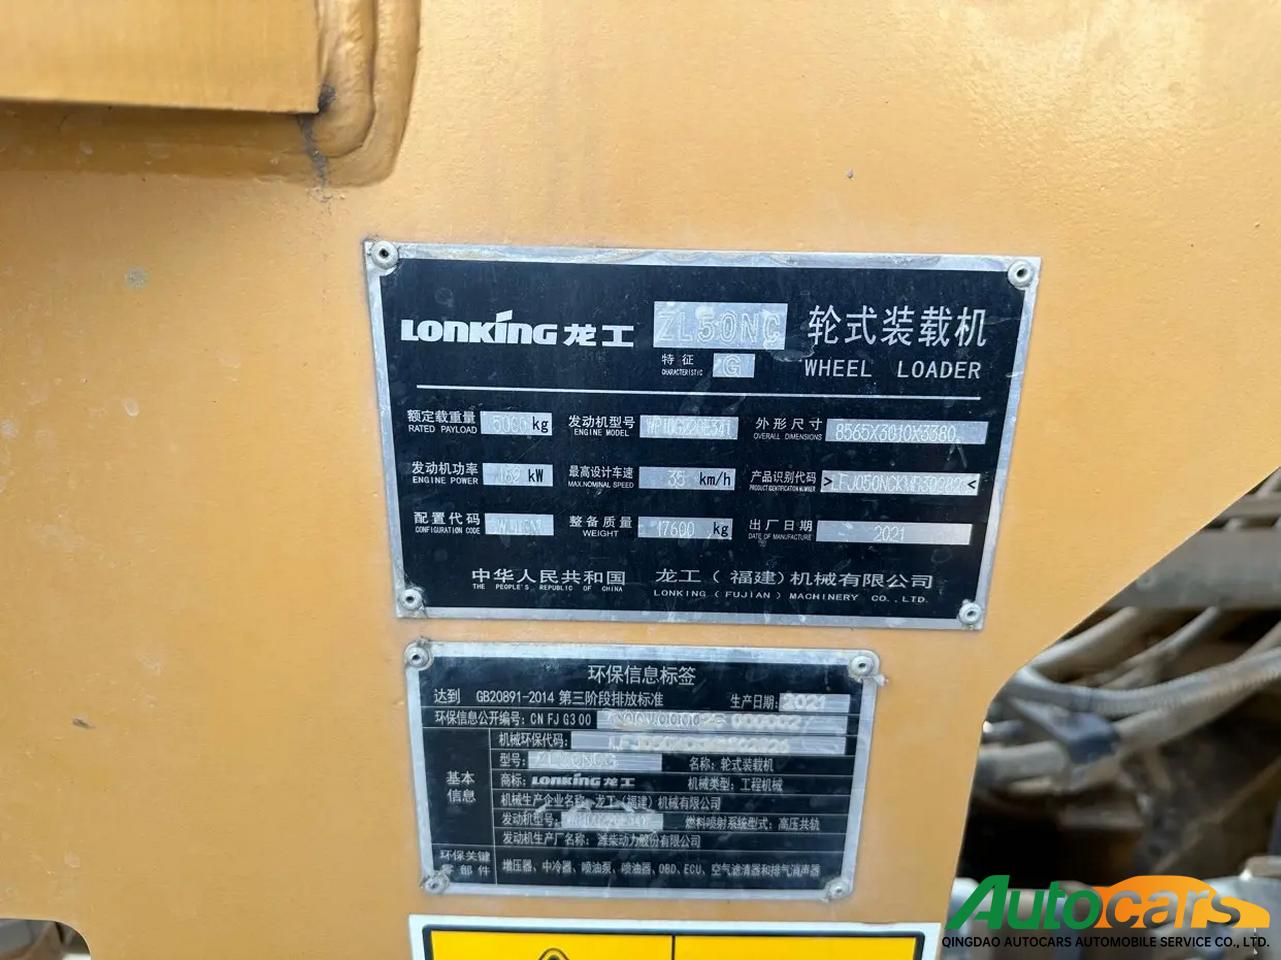 LONKING 龙工 ZL50NC 轮式装载机
特征 G
CHARACTERISTIC
WHEEL LOADER
额定载重量 5000 kg 发动机型号 WP10G220E341 外形尺寸 8565X3010X3380
RATED PAYLOAD ENGINE MODEL OVERALL DIMENSIONS
发动机功率 162 kW 最高设计车速 35 km/h 产品识别代码
ENGINE POWER MAX.NOMINAL SPEED PRODUCT IDENTIFICATION NUMBER
配置代码 整备质量 17600 kg 出厂日期 2021
CONFIGURATION CODE WEIGHT DATE OF MANUFACTURE
中华人民共和国 龙工(福建)机械有限公司
THE PEOPLE'S REPUBLIC OF CHINA LONKING (FUJIAN) MACHINERY CO.,LTD.
环保信息标签
达到 GB20891-2014 第三阶段排放标准 生产日期: 2021
环保信息公开编号: CN FJ G3 00
机械环保代码:
基本信息
型号: ZL50NCG 名称: 轮式装载机
商标: LONKING 龙工 机械类型: 工程机械
机械生产企业名称: 龙工(福建)机械有限公司
发动机型号: 燃料喷射系统型式: 高压共轨
发动机生产厂名称: 潍柴动力股份有限公司
环保关键零部件 增压器、中冷器、喷油泵、喷油器、OBD、ECU、空气滤清器和排气消声器
Autocars
QINGDAO AUTOCARS AUTOMOBILE SERVICE CO., LTD.